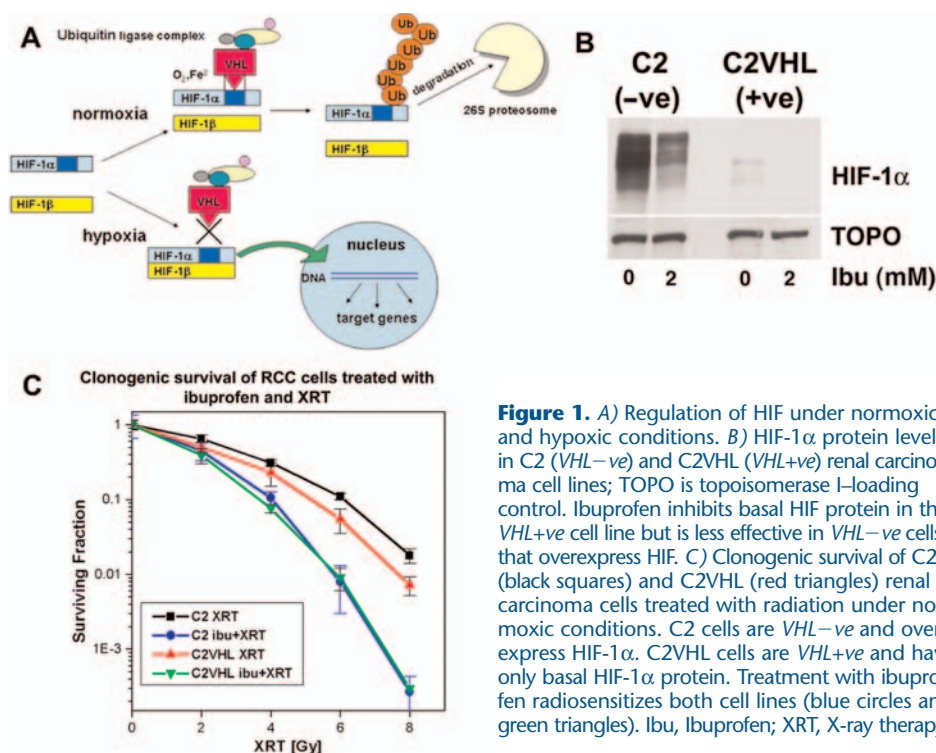 A
Ubiquitin ligase complex
VHL
O2,Fe2
HIF-1α
normoxia
HIF-1β
Ub
Ub
Ub
Ub
Ub
HIF-1α
degradation
26S proteosome
HIF-1β
HIF-1α
HIF-1β
VHL
hypoxia
HIF-1α
HIF-1β
nucleus
DNA
target genes
B
C2 C2VHL
(–ve) (+ve)
HIF-1α
TOPO
0 2 0 2 Ibu (mM)
C
Clonogenic survival of RCC cells treated with
ibuprofen and XRT
Surviving Fraction
1
0.1
0.01
1E-3
C2 XRT
C2 ibu+XRT
C2VHL XRT
C2VHL ibu+XRT
0 2 4 6 8
XRT [Gy]
Figure 1. A) Regulation of HIF under normoxic
and hypoxic conditions. B) HIF-1α protein level
in C2 (VHL−ve) and C2VHL (VHL+ve) renal carcino
ma cell lines; TOPO is topoisomerase I–loading
control. Ibuprofen inhibits basal HIF protein in th
VHL+ve cell line but is less effective in VHL−ve cells
that overexpress HIF. C) Clonogenic survival of C2
(black squares) and C2VHL (red triangles) renal
carcinoma cells treated with radiation under no
moxic conditions. C2 cells are VHL−ve and over
express HIF-1α. C2VHL cells are VHL+ve and hav
only basal HIF-1α protein. Treatment with ibupro
fen radiosensitizes both cell lines (blue circles an
green triangles). Ibu, Ibuprofen; XRT, X-ray therapy